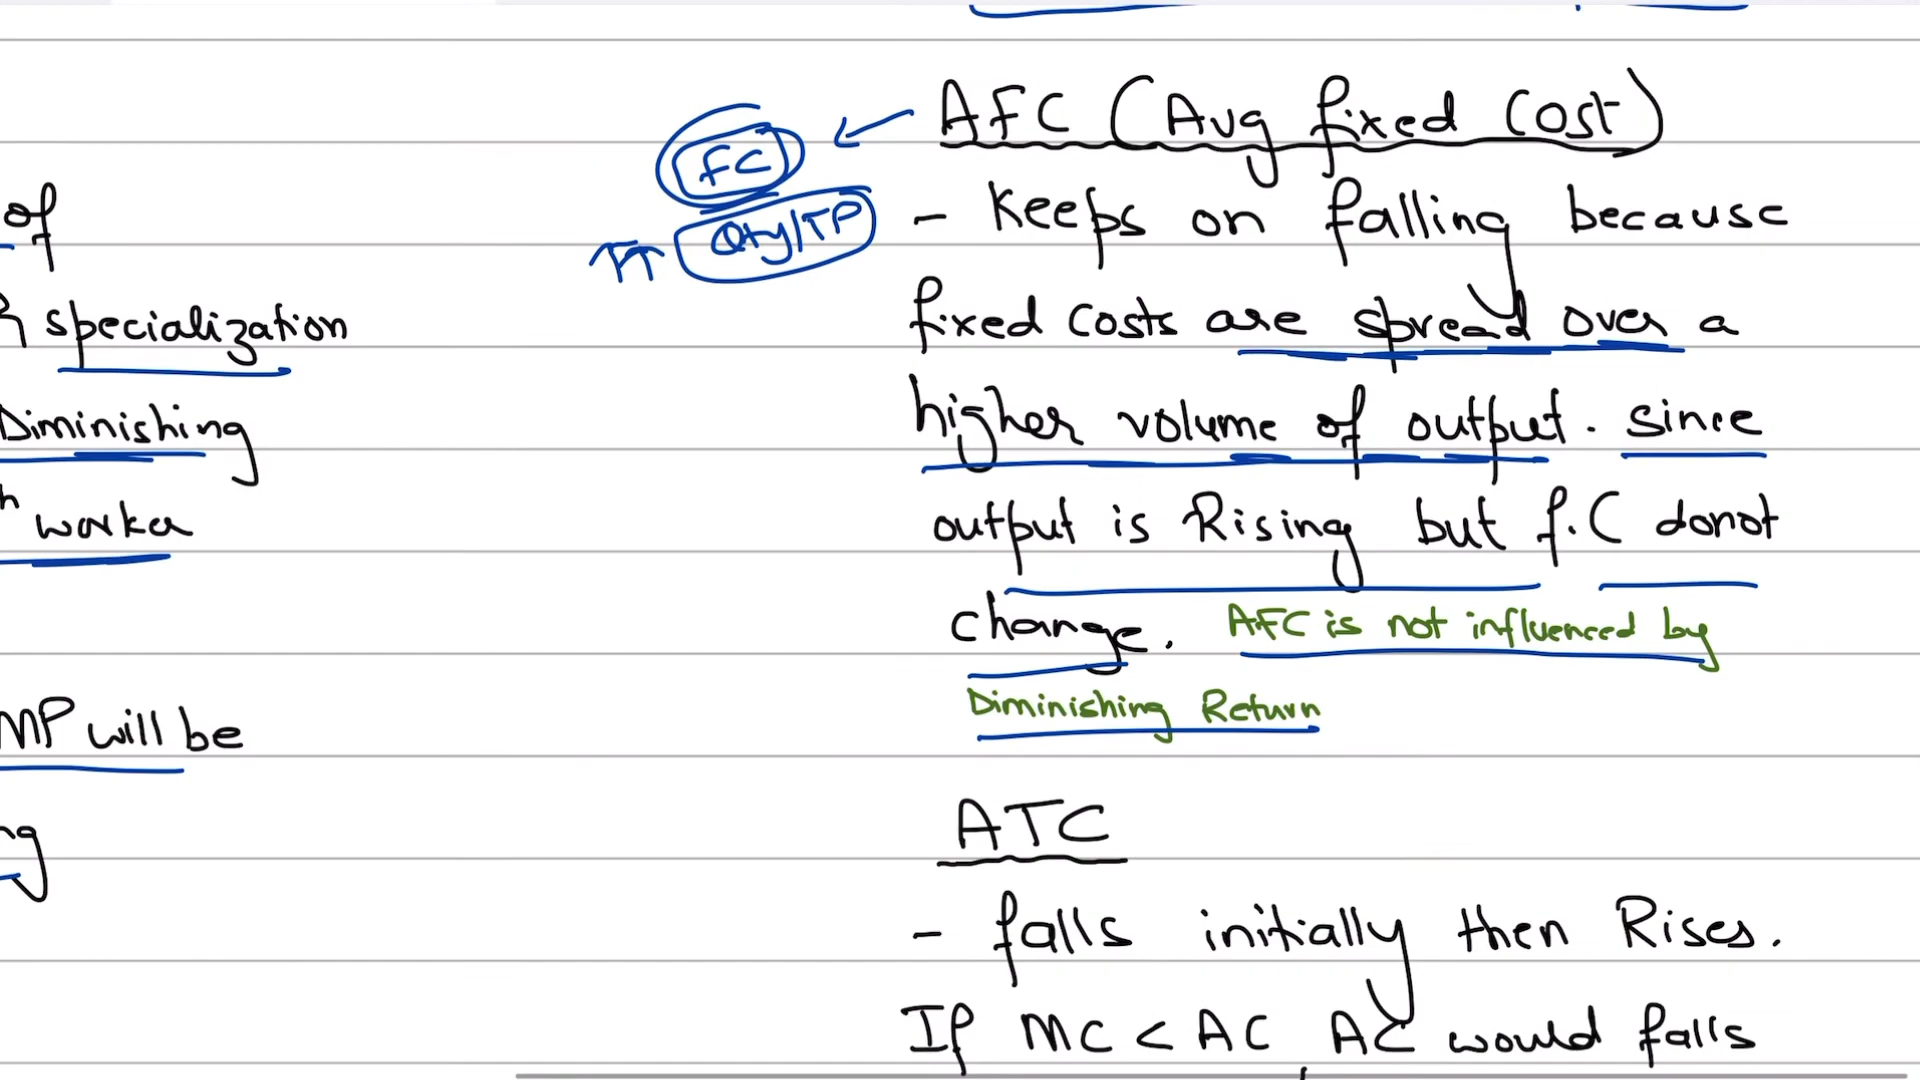 of
specialization
Diminishing
worker
MP will be
AFC (Avg fixed Cost)
FC
Qty/TP
- Keeps on falling because
fixed costs are spread over a
higher volume of output. since
output is Rising but f.C donot
change. AFC is not influenced by
Diminishing Return
ATC
- falls initially then Rises.
If MC < AC AC would falls